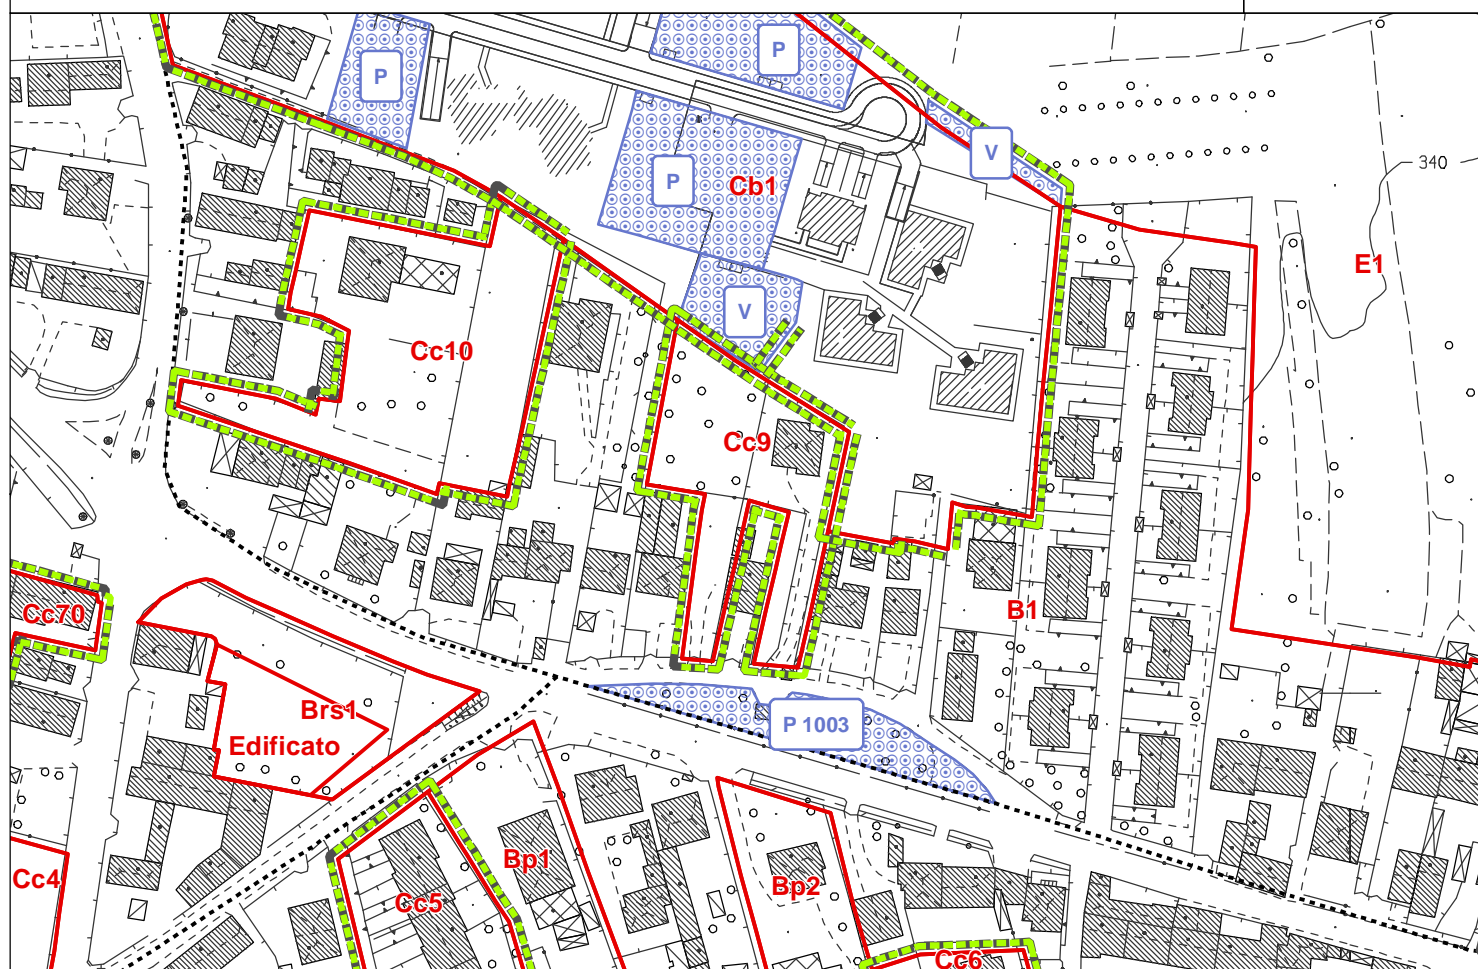 P
P
V
340
P
Cb1
E1
V
Cc10
Cc9
Cc70
B1
Brs1
P 1003
Edificato
Bp1
Cc4
Bp2
Cc5
Cc6